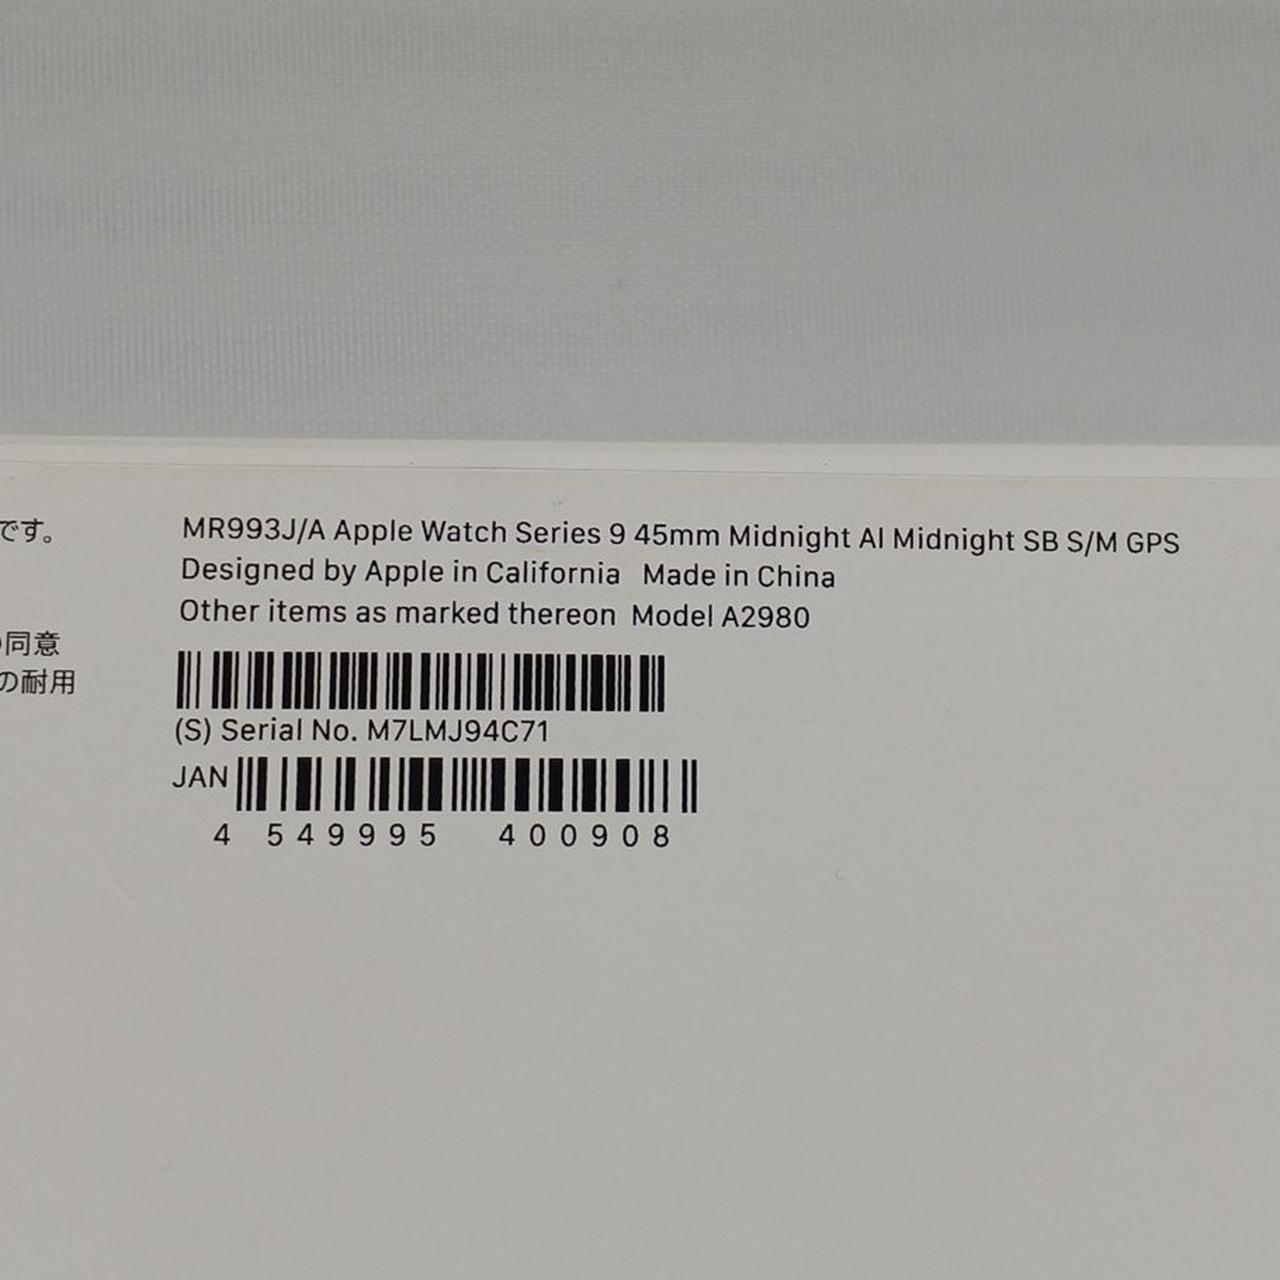 です。
MR993J/A Apple Watch Series 9 45mm Midnight Al Midnight SB S/M GPS
Designed by Apple in California Made in China
Other items as marked thereon Model A2980
同意
の耐用
(S) Serial No. M7LMJ94C71
JAN
4 549995 400908